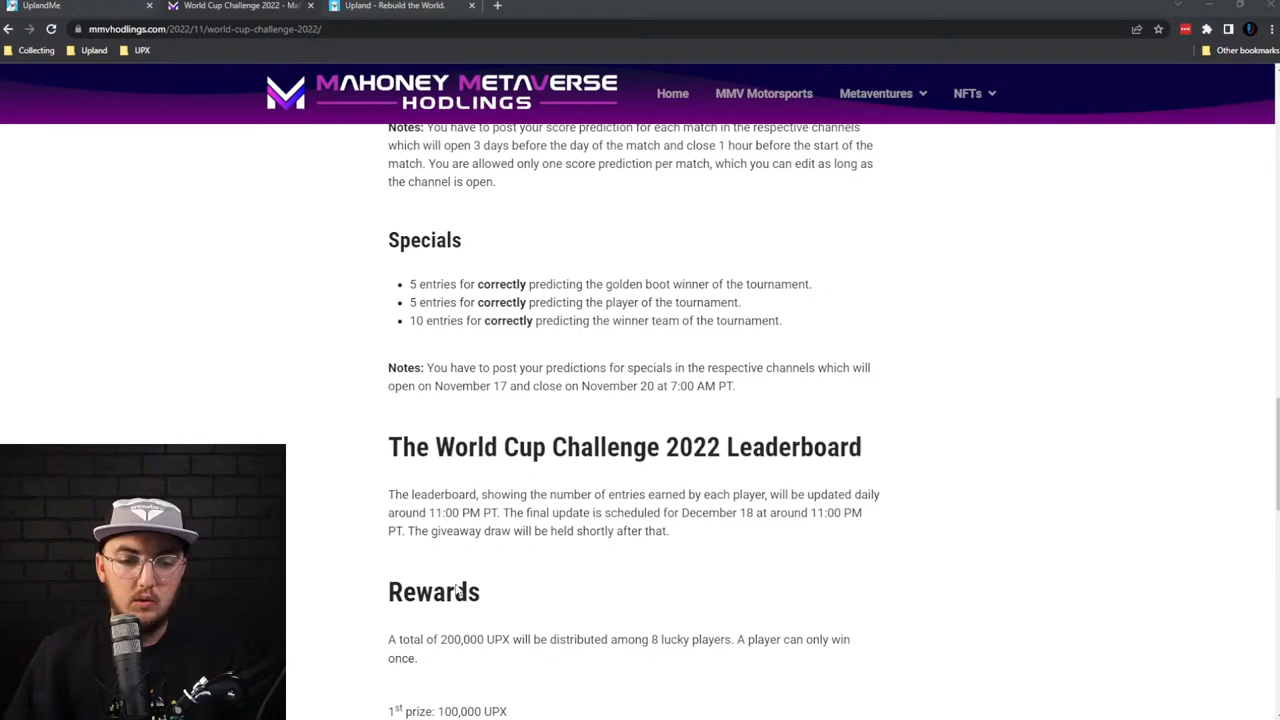 UplandMe
World Cup Challenge 2022 - Ma
Upland - Rebuild the World.
mmvhodlings.com/2022/11/world-cup-challenge-2022/
Collecting
Upland
UPX
Other bookmarks
MAHONEY METAVERSE
HODLINGS
Home
MMV Motorsports
Metaventures
NFTs
Notes: You have to post your score prediction for each match in the respective channels
which will open 3 days before the day of the match and close 1 hour before the start of the
match. You are allowed only one score prediction per match, which you can edit as long as
the channel is open.
Specials
5 entries for correctly predicting the golden boot winner of the tournament.
5 entries for correctly predicting the player of the tournament.
10 entries for correctly predicting the winner team of the tournament.
Notes: You have to post your predictions for specials in the respective channels which will
open on November 17 and close on November 20 at 7:00 AM PT.
The World Cup Challenge 2022 Leaderboard
The leaderboard, showing the number of entries earned by each player, will be updated daily
around 11:00 PM PT. The final update is scheduled for December 18 at around 11:00 PM
PT. The giveaway draw will be held shortly after that.
Rewards
A total of 200,000 UPX will be distributed among 8 lucky players. A player can only win
once.
1st prize: 100,000 UPX